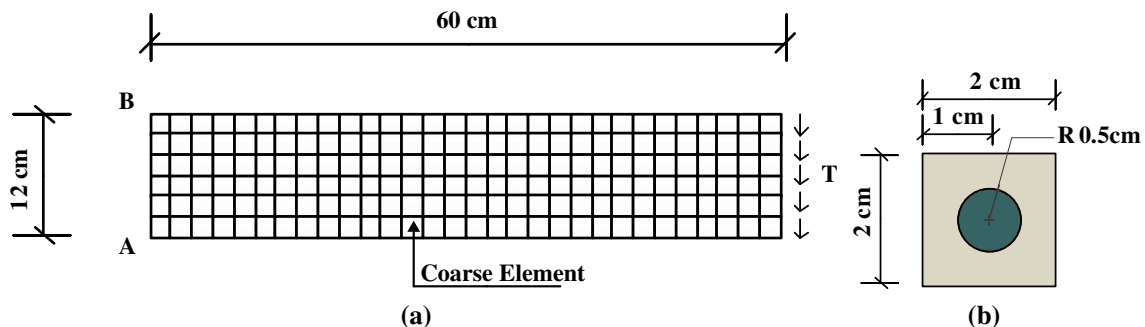 60 cm
B
12 cm
T
A
Coarse Element
(a)
2 cm
1 cm
R 0.5cm
2 cm
(b)